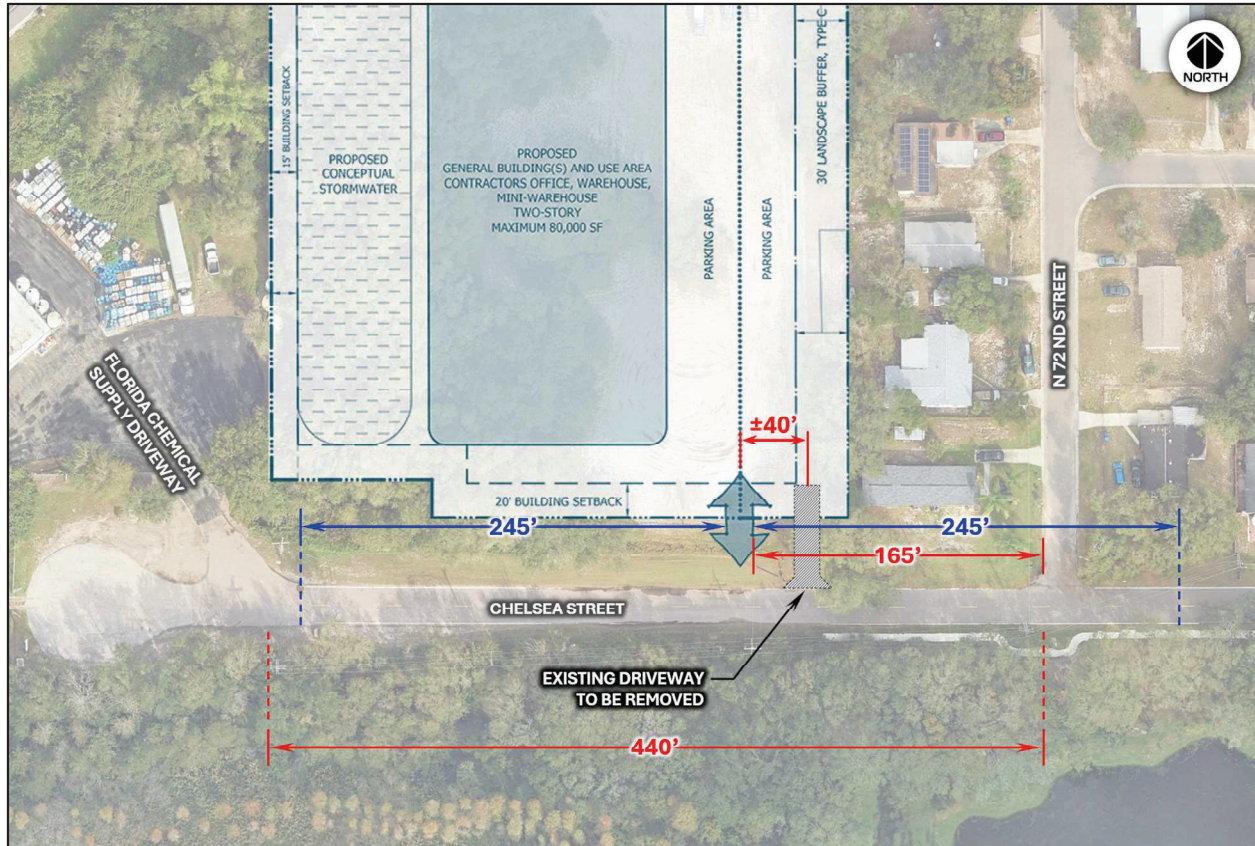 NORTH
15' BUILDING SETBACK
PROPOSED
CONCEPTUAL
STORMWATER
PROPOSED
GENERAL BUILDING(S) AND USE AREA
CONTRACTORS OFFICE, WAREHOUSE,
MINI-WAREHOUSE
TWO-STORY
MAXIMUM 80,000 SF
PARKING AREA
PARKING AREA
30' LANDSCAPE BUFFER, TYPE C
N 72 ND STREET
FLORIDA CHEMICAL
SUPPLY DRIVEWAY
±40'
20' BUILDING SETBACK
245'
245'
165'
CHELSEA STREET
EXISTING DRIVEWAY
TO BE REMOVED
440'